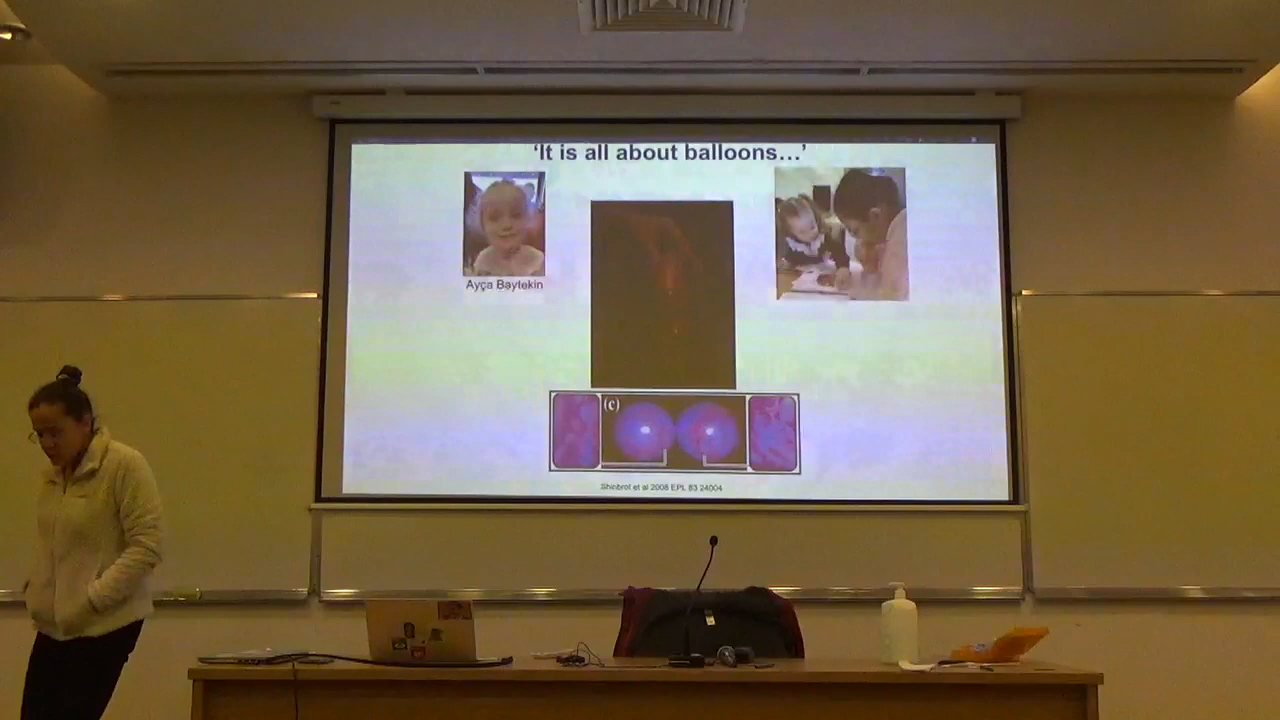 ‘It is all about balloons…’
Ayça Baytekin
(c)
Shinbrot et al 2008 EPL 83 24004